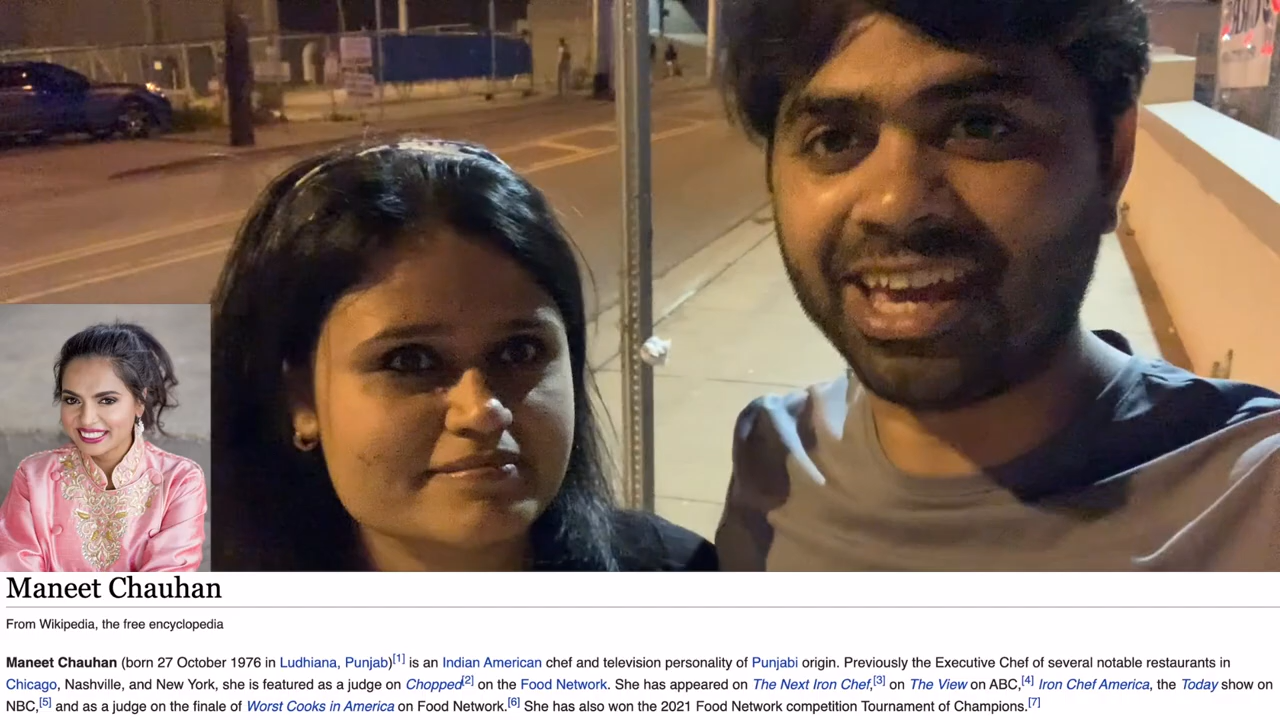 Maneet Chauhan
From Wikipedia, the free encyclopedia
Maneet Chauhan (born 27 October 1976 in Ludhiana, Punjab)[1] is an Indian American chef and television personality of Punjabi origin. Previously the Executive Chef of several notable restaurants in
Chicago, Nashville, and New York, she is featured as a judge on Chopped[2] on the Food Network. She has appeared on The Next Iron Chef,[3] on The View on ABC,[4] Iron Chef America, the Today show on
NBC,[5] and as a judge on the finale of Worst Cooks in America on Food Network.[6] She has also won the 2021 Food Network competition Tournament of Champions.[7]